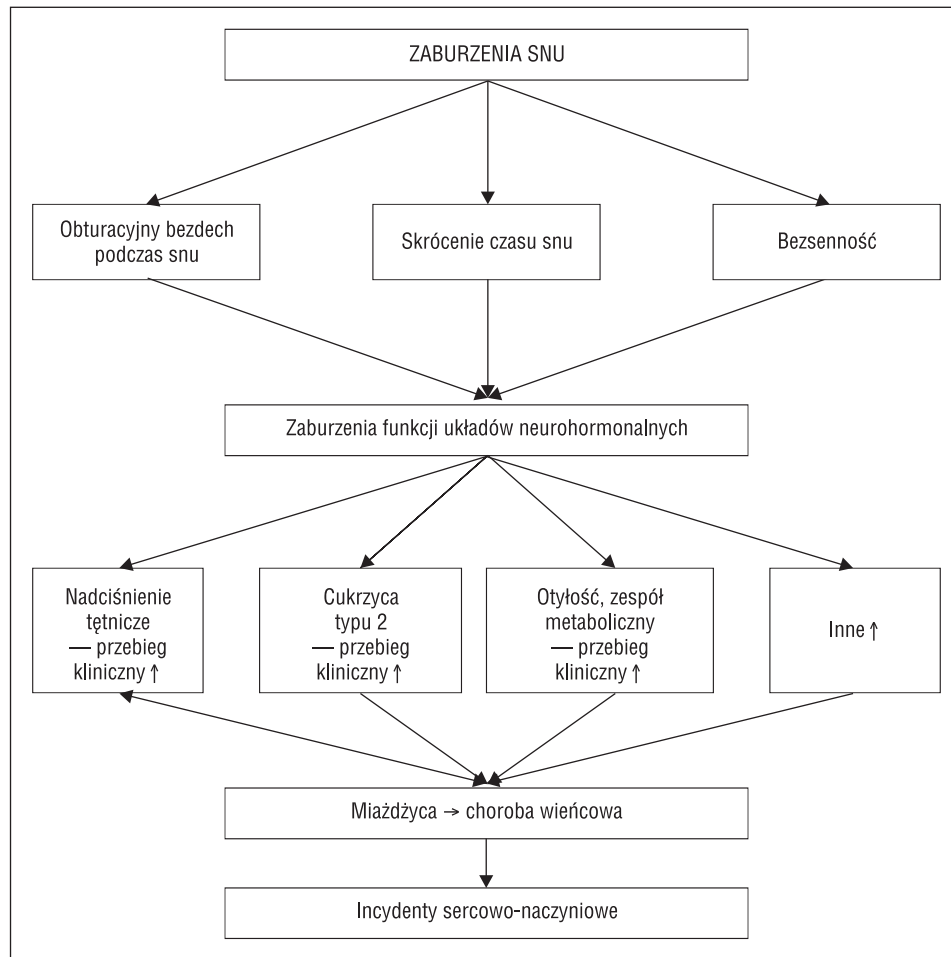 ZABURZENIA SNU
Obturacyjny bezdech
podczas snu
Skrócenie czasu snu
Bezsenność
Zaburzenia funkcji układów neurohormonalnych
Nadciśnienie
tętnicze
— przebieg
kliniczny ↑
Cukrzyca
typu 2
— przebieg
kliniczny ↑
Otyłość, zespół
metaboliczny
— przebieg
kliniczny ↑
Inne ↑
Miażdżyca → choroba wieńcowa
Incydenty sercowo-naczyniowe